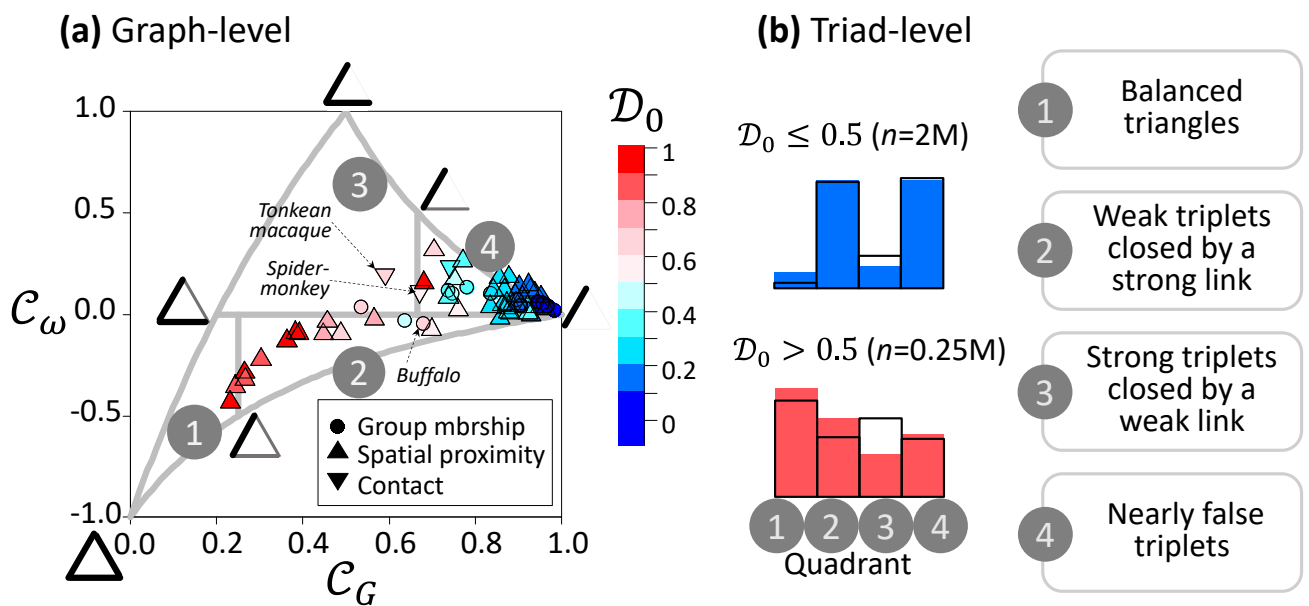 (a) Graph-level
1.0
0.5
0.0
-0.5
-1.0
𝒞ω
0.0 0.2 0.4 0.6 0.8 1.0
𝒞G
3
4
2
1
Tonkean
macaque
Spider-
monkey
Buffalo
Group mbrship
Spatial proximity
Contact
𝒟0
1
0.8
0.6
0.4
0.2
0
(b) Triad-level
𝒟0 ≤ 0.5 (n=2M)
𝒟0 > 0.5 (n=0.25M)
1 2 3 4
Quadrant
1
Balanced
triangles
2
Weak triplets
closed by a
strong link
3
Strong triplets
closed by a
weak link
4
Nearly false
triplets